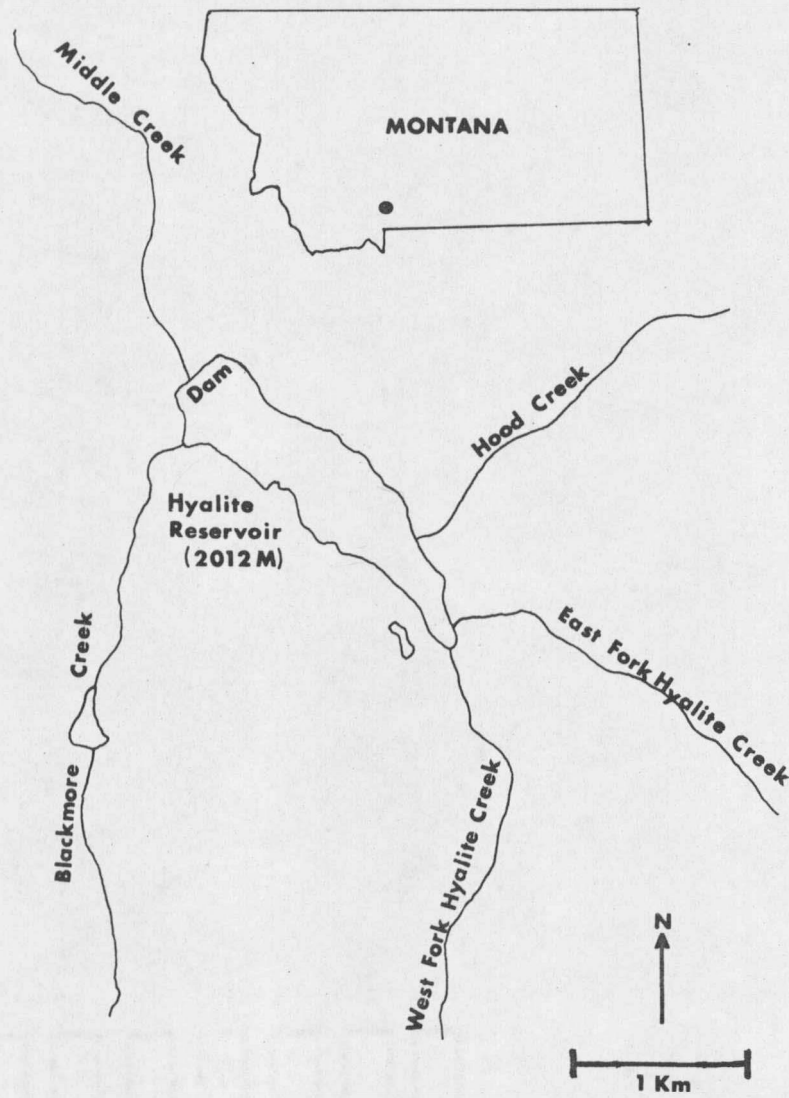 Middle Creek
MONTANA
Dam
Hood Creek
Hyalite
Reservoir
(2012 M)
East Fork Hyalite Creek
Blackmore Creek
West Fork Hyalite Creek
N
1 Km